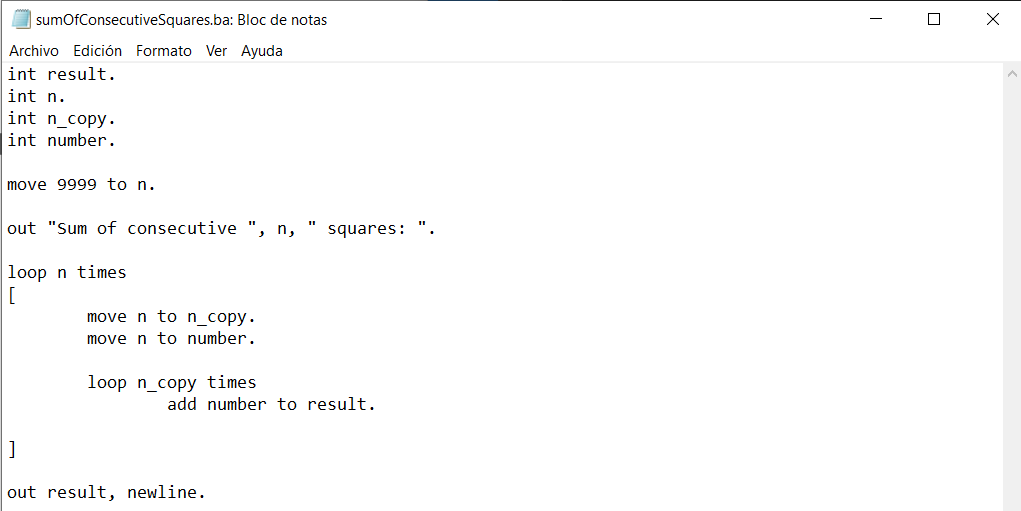 sumOfConsecutiveSquares.ba: Bloc de notas
Archivo Edición Formato Ver Ayuda
int result.
int n.
int n_copy.
int number.
move 9999 to n.
out "Sum of consecutive ", n, " squares: ".
loop n times
[
move n to n_copy.
move n to number.
loop n_copy times
add number to result.
]
out result, newline.